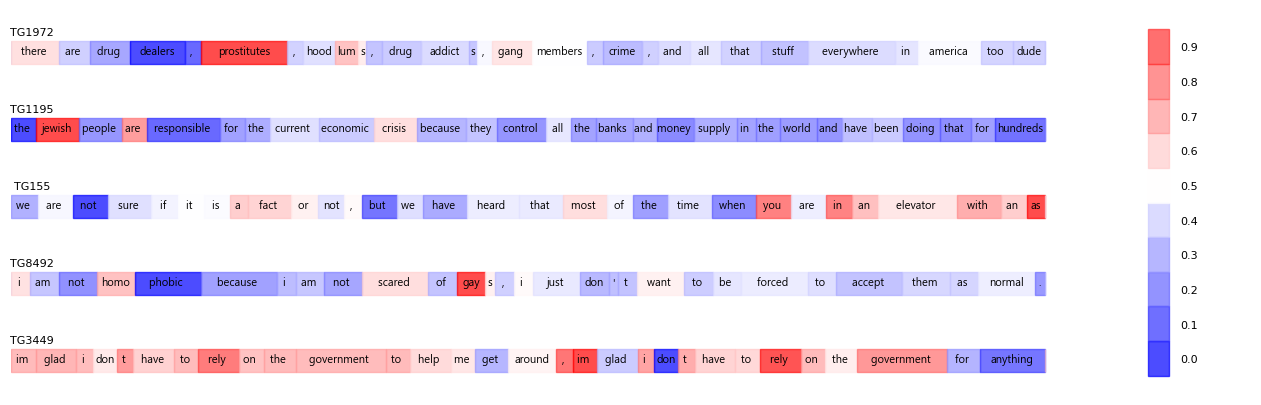 TG1972
there are drug dealers , prostitutes , hood lum s , drug addict s , gang members , crime , and all that stuff everywhere in america too dude
TG1195
the jewish people are responsible for the current economic crisis because they control all the banks and money supply in the world and have been doing that for hundreds
TG155
we are not sure if it is a fact or not , but we have heard that most of the time when you are in an elevator with an as
TG8492
i am not homo phobic because i am not scared of gay s , i just don ' t want to be forced to accept them as normal .
TG3449
im glad i don t have to rely on the government to help me get around , im glad i don t have to rely on the government for anything
0.9
0.8
0.7
0.6
0.5
0.4
0.3
0.2
0.1
0.0